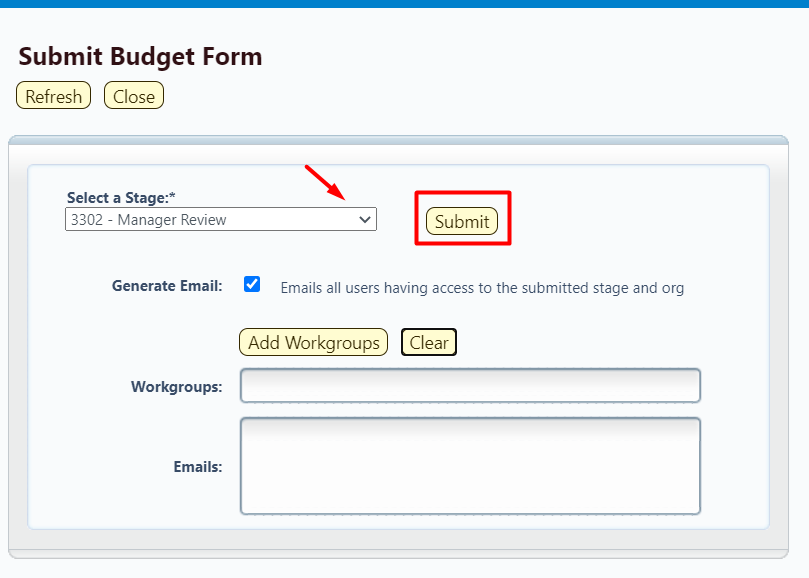 Submit Budget Form
Refresh Close
Select a Stage:*
3302 - Manager Review
Submit
Generate Email: Emails all users having access to the submitted stage and org
Add Workgroups Clear
Workgroups:
Emails: